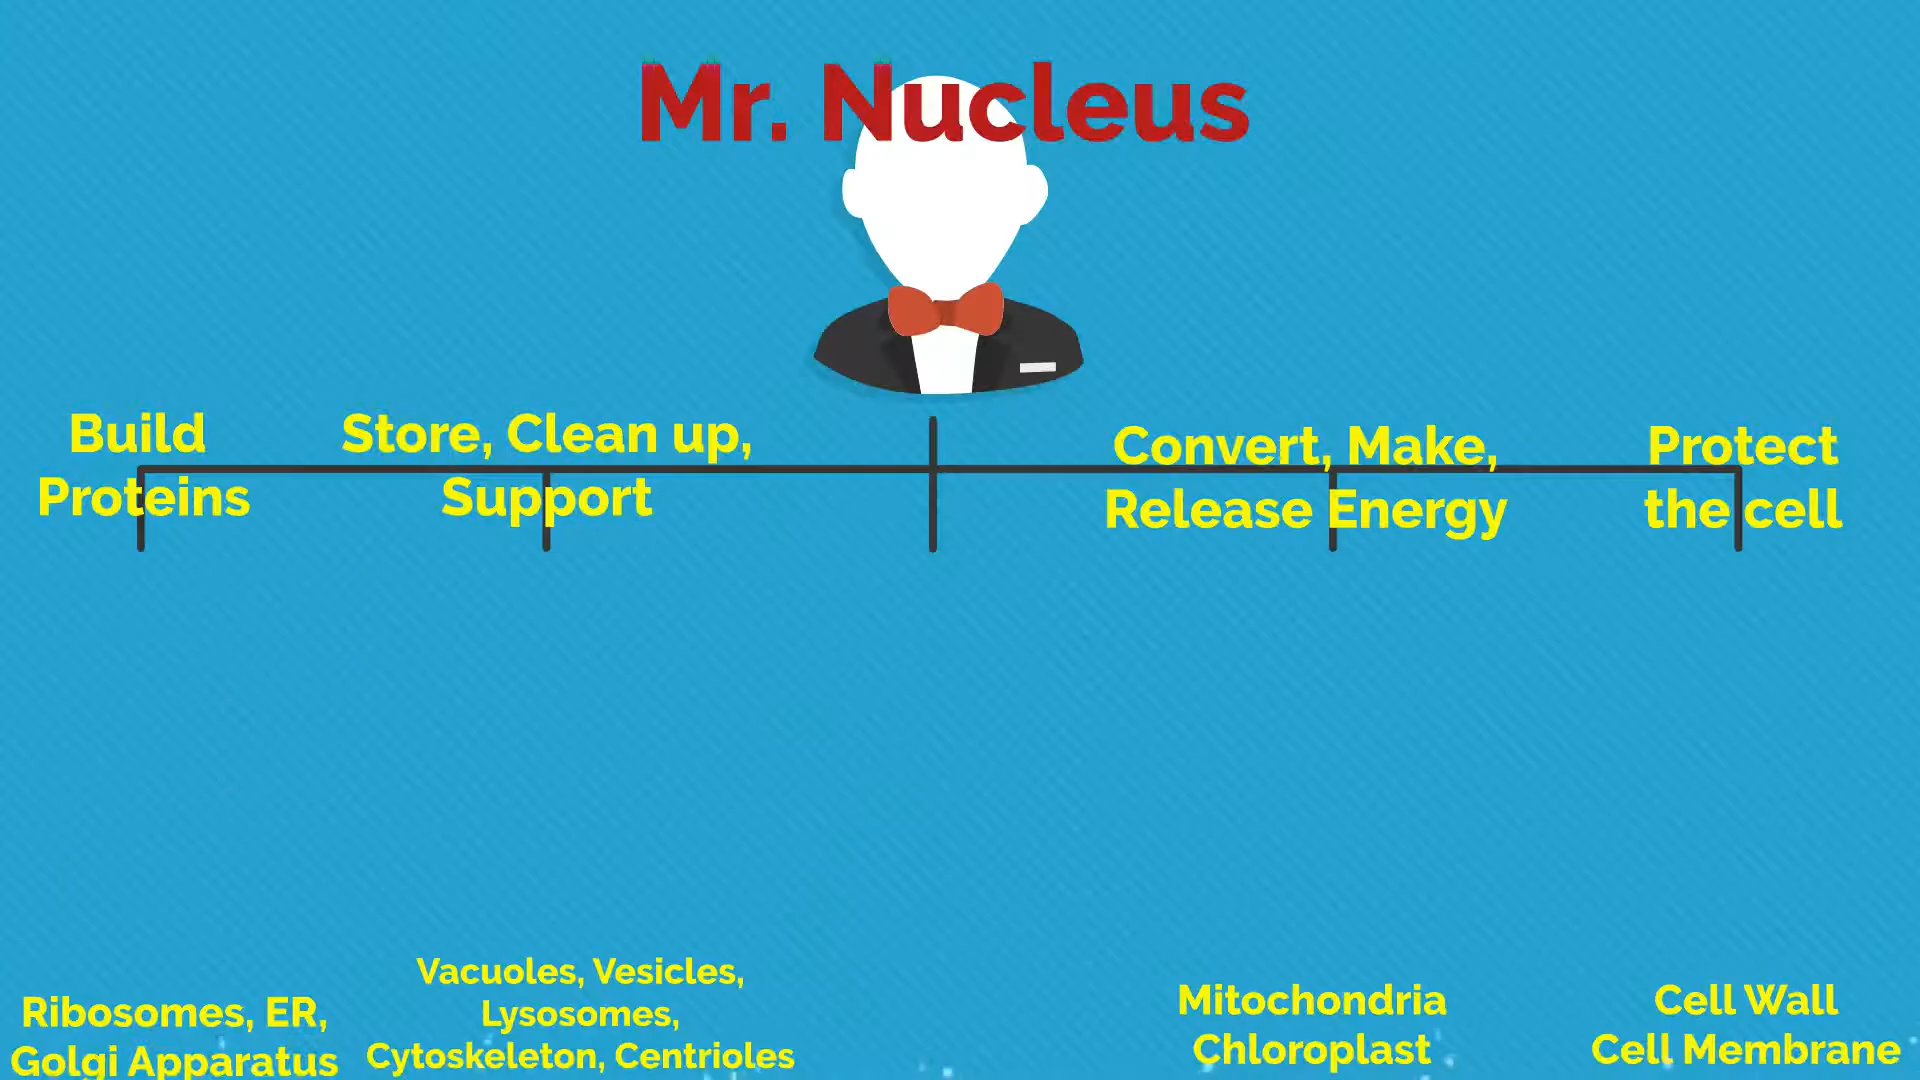 Mr. Nucleus
Build
Proteins
Store, Clean up,
Support
Convert, Make,
Release Energy
Protect
the cell
Ribosomes, ER,
Golgi Apparatus
Vacuoles, Vesicles,
Lysosomes,
Cytoskeleton, Centrioles
Mitochondria
Chloroplast
Cell Wall
Cell Membrane